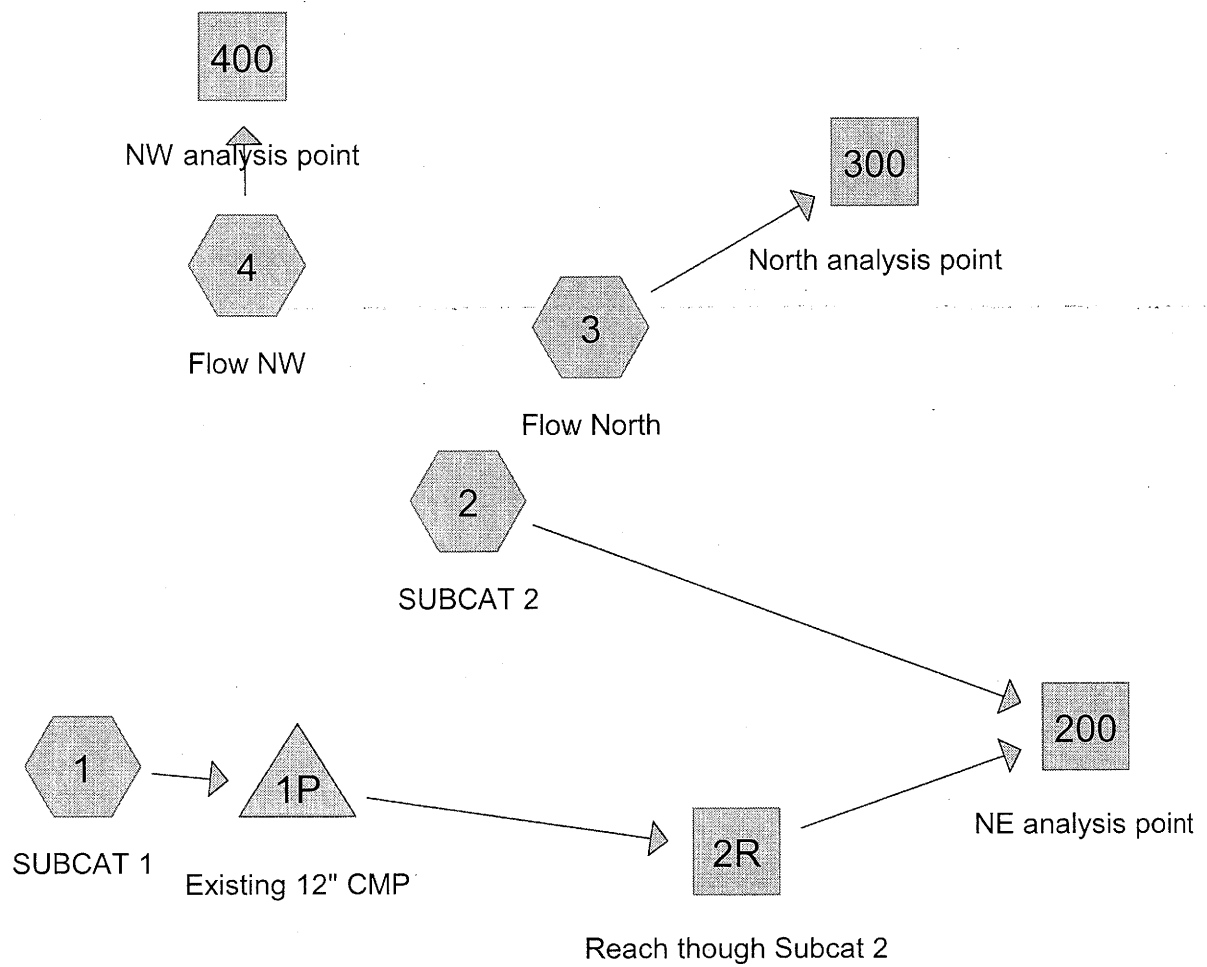 400
NW analysis point
300
4
North analysis point
3
Flow NW
Flow North
2
SUBCAT 2
200
1
1P
NE analysis point
2R
SUBCAT 1
Existing 12" CMP
Reach though Subcat 2